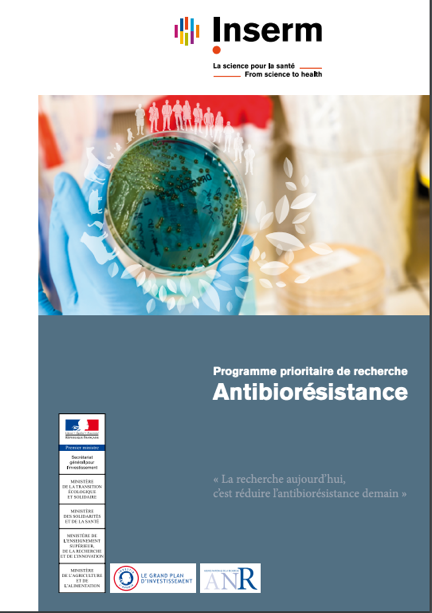 Inserm
La science pour la santé
From science to health
Programme prioritaire de recherche
Antibiorésistance
« La recherche aujourd'hui,
c'est réduire l'antibiorésistance demain »
RÉPUBLIQUE FRANÇAISE
Premier ministre
Secrétariat
général pour
l'investissement
MINISTÈRE
DE LA TRANSITION
ÉCOLOGIQUE
ET SOLIDAIRE
MINISTÈRE
DES SOLIDARITÉS
ET DE LA SANTÉ
MINISTÈRE DE
L'ENSEIGNEMENT
SUPÉRIEUR,
DE LA RECHERCHE
ET DE L'INNOVATION
MINISTÈRE
DE L'AGRICULTURE
ET DE
L'ALIMENTATION
LE GRAND PLAN
D'INVESTISSEMENT
ANR